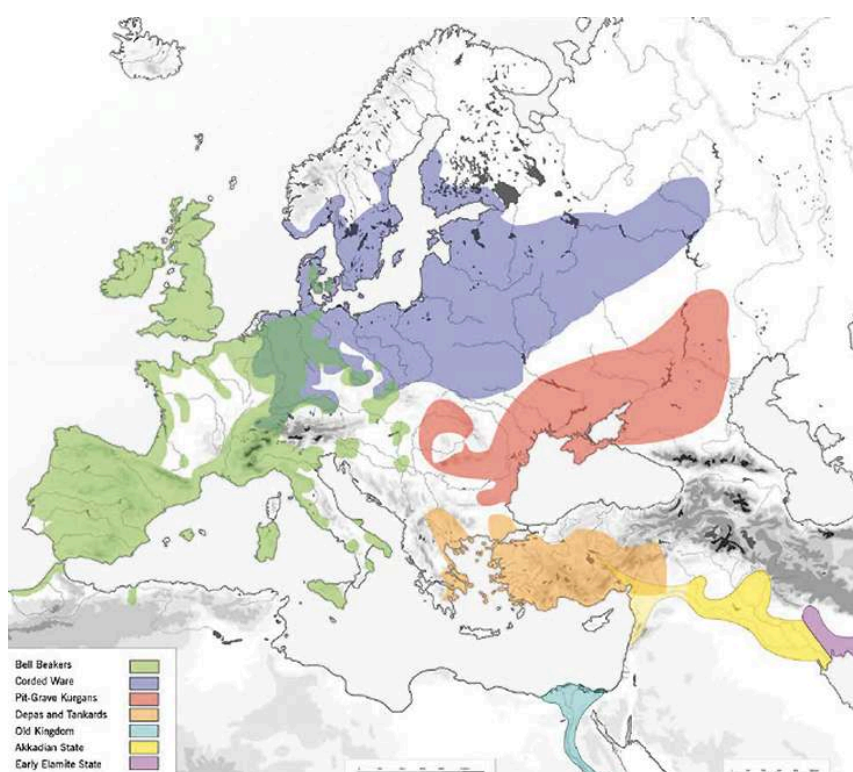 Bell Beakers
Corded Ware
Pit-Grave Kurgans
Depas and Tankards
Old Kingdom
Akkadian State
Early Elamite State